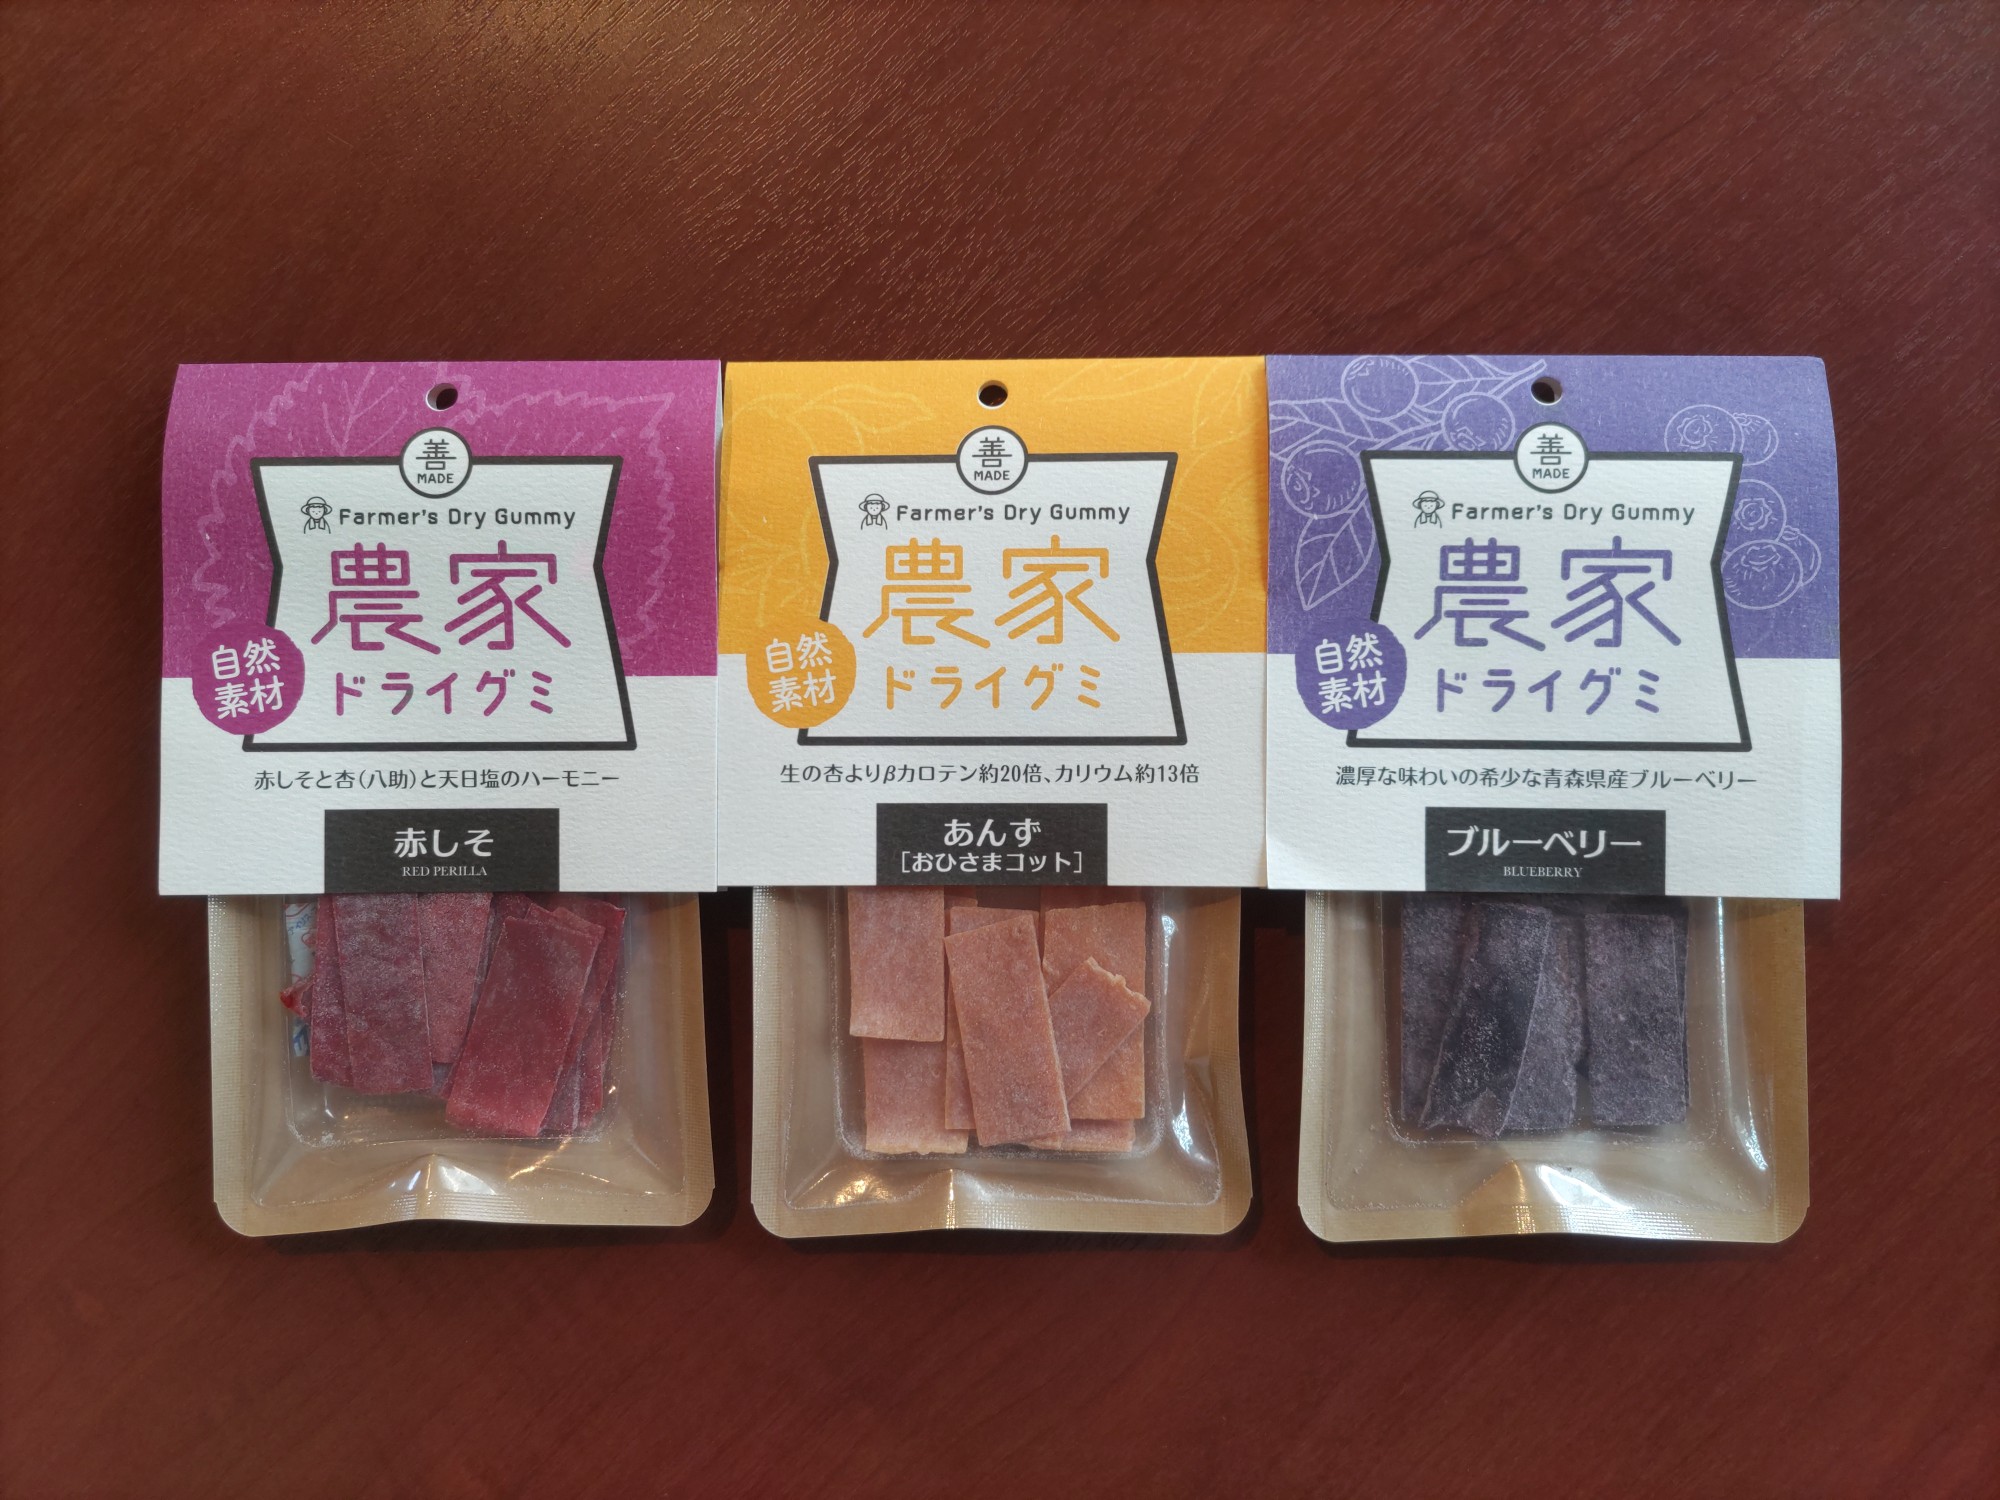 善
MADE
Farmer's Dry Gummy
農家
ドライグミ
自然
素材
赤しそと杏(八助)と天日塩のハーモニー
赤しそ
RED PERILLA
善
MADE
Farmer's Dry Gummy
農家
ドライグミ
自然
素材
生の杏よりβカロテン約20倍、カリウム約13倍
あんず
[おひさまコット]
善
MADE
Farmer's Dry Gummy
農家
ドライグミ
自然
素材
濃厚な味わいの希少な青森県産ブルーベリー
ブルーベリー
BLUEBERRY